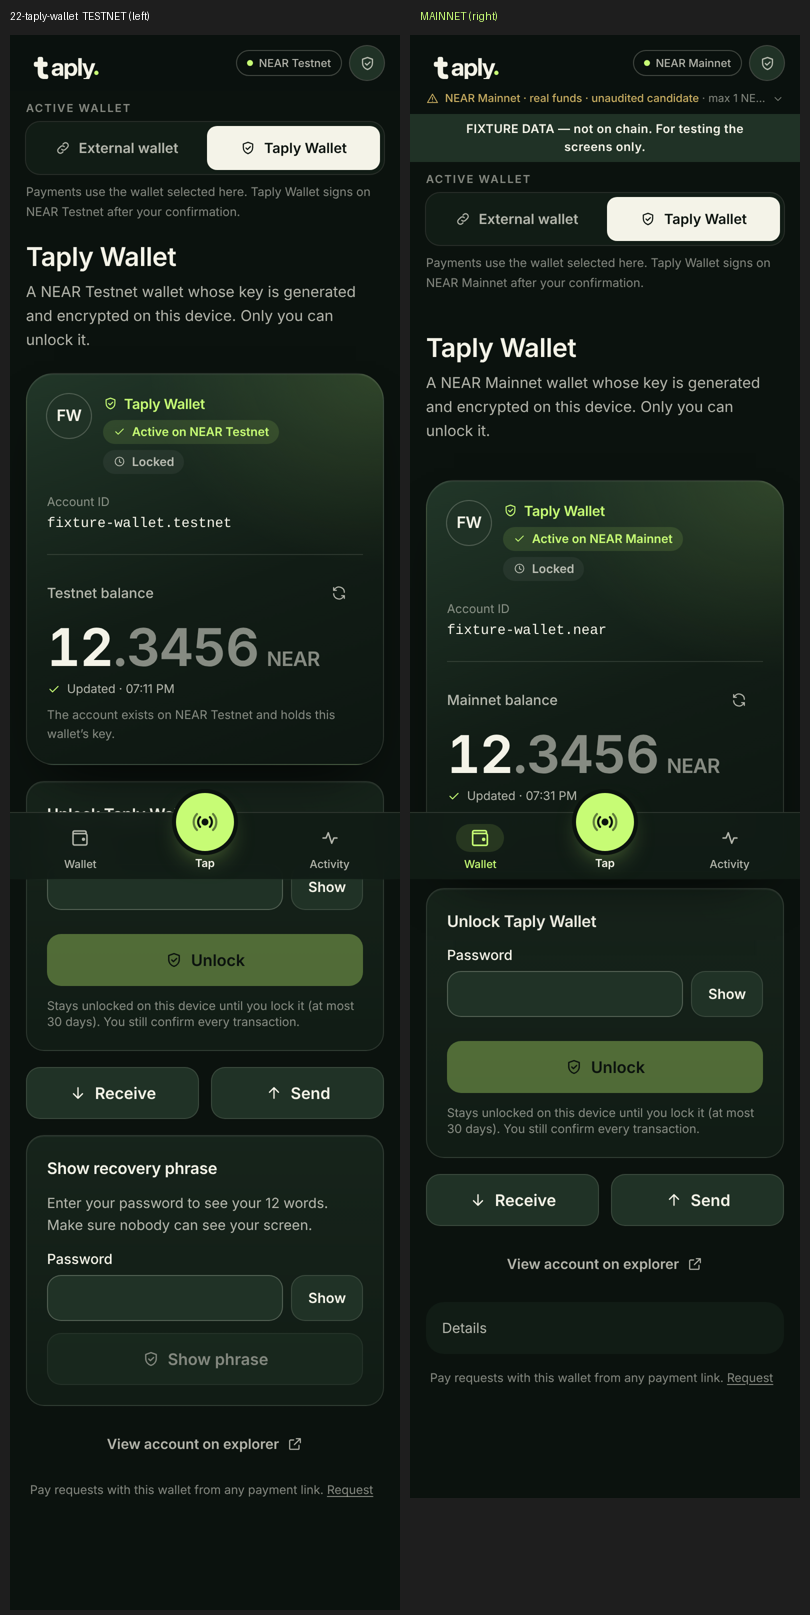 22-taply-wallet TESTNET (left)
taply.
NEAR Testnet
ACTIVE WALLET
External wallet
Taply Wallet
Payments use the wallet selected here. Taply Wallet signs on
NEAR Testnet after your confirmation.
Taply Wallet
A NEAR Testnet wallet whose key is generated
and encrypted on this device. Only you can
unlock it.
FW
Taply Wallet
Active on NEAR Testnet
Locked
Account ID
fixture-wallet.testnet
Testnet balance
12.3456 NEAR
Updated · 07:11 PM
The account exists on NEAR Testnet and holds this
wallet's key.
Wallet
Tap
Activity
Show
Unlock
Stays unlocked on this device until you lock it (at most
30 days). You still confirm every transaction.
Receive
Send
Show recovery phrase
Enter your password to see your 12 words.
Make sure nobody can see your screen.
Password
Show
Show phrase
View account on explorer
Pay requests with this wallet from any payment link. Request
MAINNET (right)
taply.
NEAR Mainnet
NEAR Mainnet · real funds · unaudited candidate · max 1 NE...
FIXTURE DATA — not on chain. For testing the
screens only.
ACTIVE WALLET
External wallet
Taply Wallet
Payments use the wallet selected here. Taply Wallet signs on
NEAR Mainnet after your confirmation.
Taply Wallet
A NEAR Mainnet wallet whose key is generated
and encrypted on this device. Only you can
unlock it.
FW
Taply Wallet
Active on NEAR Mainnet
Locked
Account ID
fixture-wallet.near
Mainnet balance
12.3456 NEAR
Updated · 07:31 PM
Wallet
Tap
Activity
Unlock Taply Wallet
Password
Show
Unlock
Stays unlocked on this device until you lock it (at most
30 days). You still confirm every transaction.
Receive
Send
View account on explorer
Details
Pay requests with this wallet from any payment link. Request